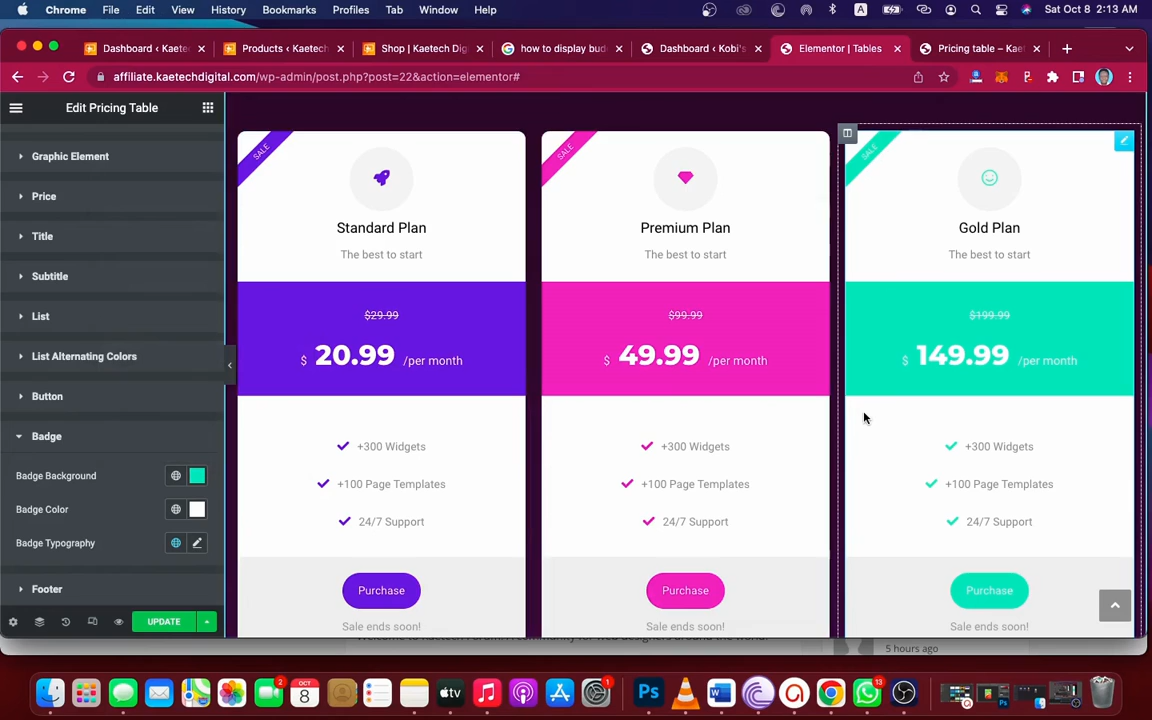 Chrome File Edit View History Bookmarks Profiles Tab Window Help A Sat Oct 8 2:13 AM
Dashboard ‹ Kaete Products ‹ Kaetech Shop | Kaetech Dig how to display bud Dashboard ‹ Kobi's Elementor | Tables Pricing table – Kae
affiliate.kaetechdigital.com/wp-admin/post.php?post=22&action=elementor#
Edit Pricing Table
Graphic Element
Price
Title
Subtitle
List
List Alternating Colors
Button
Badge
Badge Background
Badge Color
Badge Typography
Footer
UPDATE
SALE
Standard Plan
The best to start
$29.99
$ 20.99 /per month
+300 Widgets
+100 Page Templates
24/7 Support
Purchase
Sale ends soon!
SALE
Premium Plan
The best to start
$99.99
$ 49.99 /per month
+300 Widgets
+100 Page Templates
24/7 Support
Purchase
Sale ends soon!
SALE
Gold Plan
The best to start
$199.99
$ 149.99 /per month
+300 Widgets
+100 Page Templates
24/7 Support
Purchase
Sale ends soon!
5 hours ago
2
OCT
8
tv
1
Ps
W
13